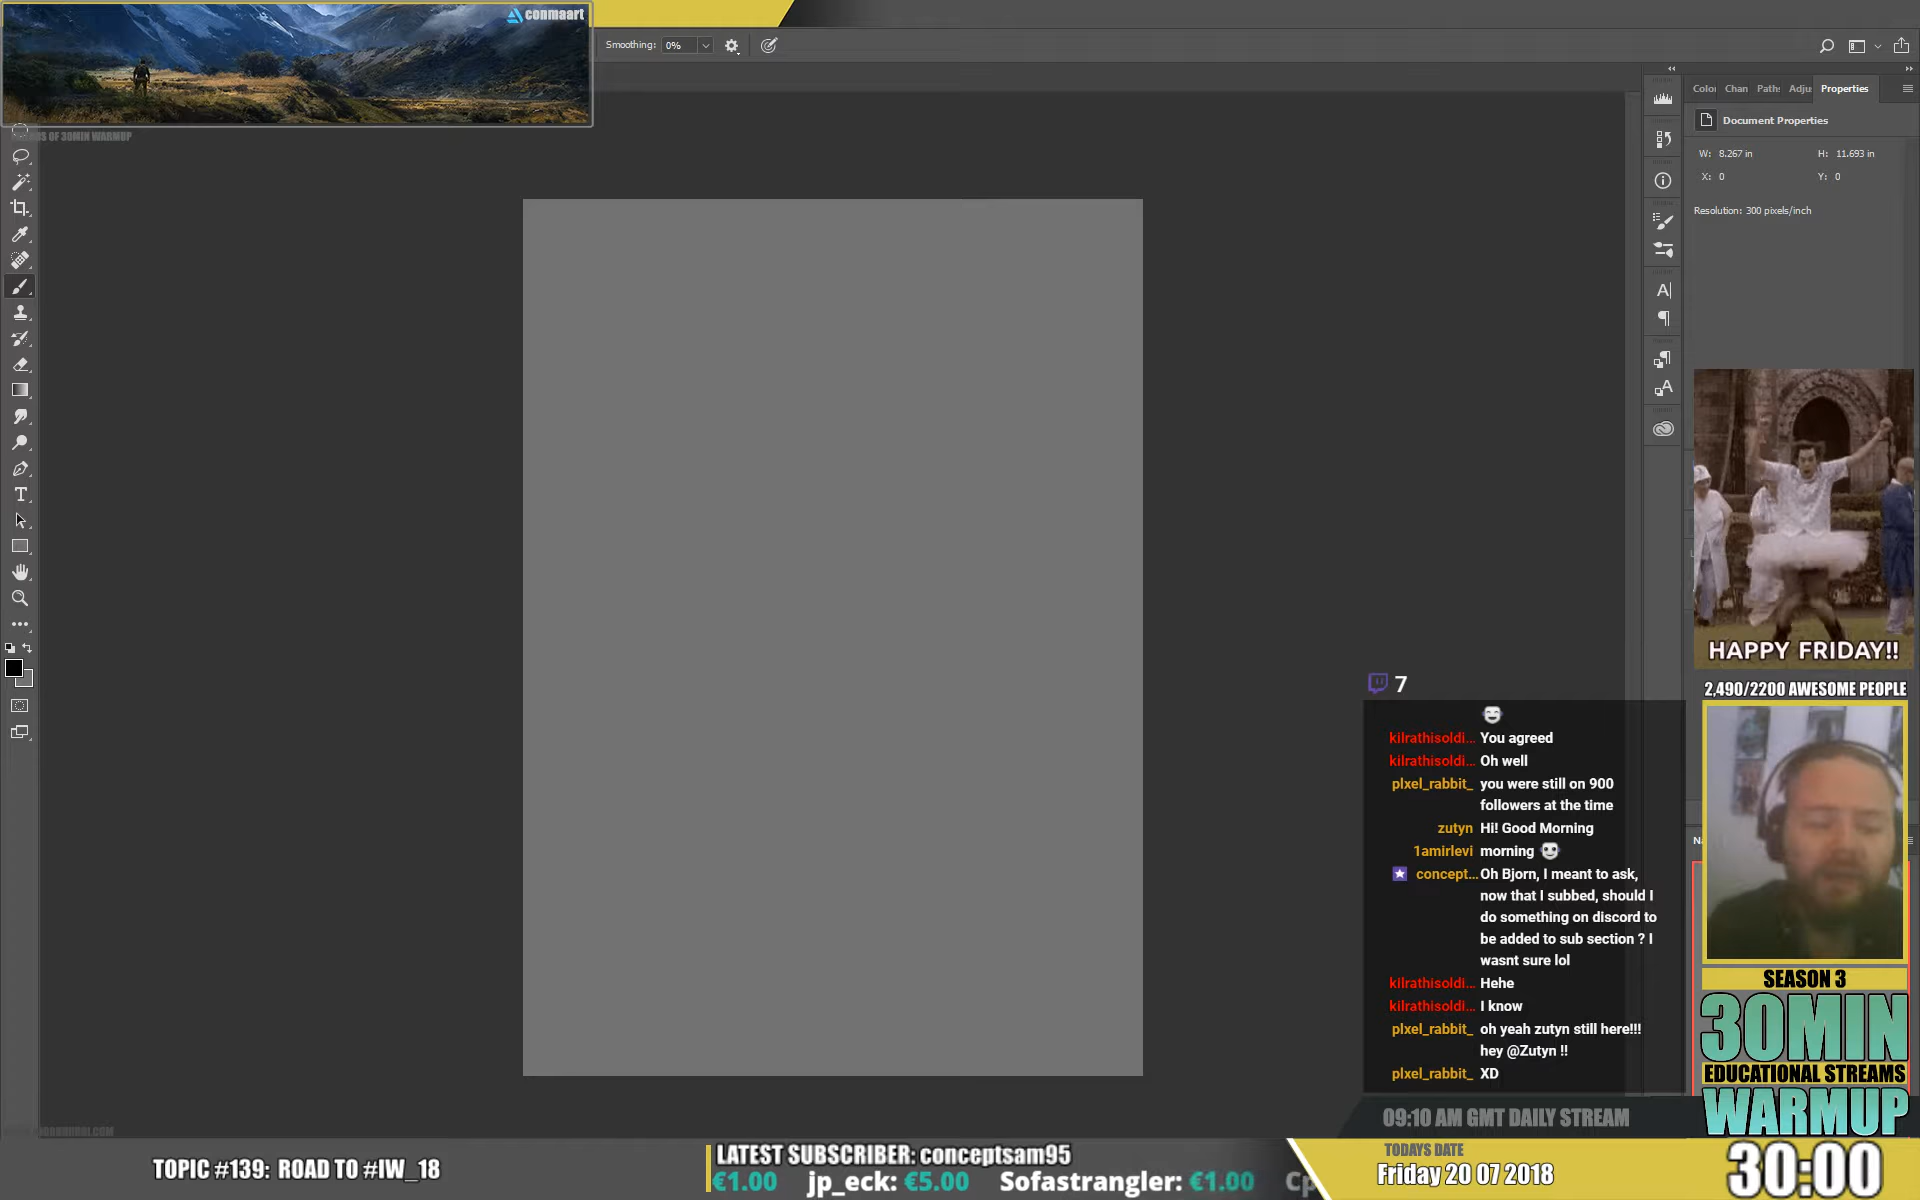 conmaart
Smoothing: 0%
OF 30MIN WARMUP
Chan
Properties
Document Properties
W: 8.267 in
H: 11.693 in
X: 0
Y: 0
Resolution: 300 pixels/inch
HAPPY FRIDAY!!
2,490/2200 AWESOME PEOPLE
7
kilrathisoldi... You agreed
kilrathisoldi... Oh well
plxel_rabbit_ you were still on 900
followers at the time
zutyn Hi! Good Morning
1amirlevi morning
concept... Oh Bjorn, I meant to ask,
now that I subbed, should I
do something on discord to
be added to sub section ? I
wasnt sure lol
kilrathisoldi... Hehe
kilrathisoldi... I know
plxel_rabbit_ oh yeah zutyn still here!!!
hey @Zutyn !!
plxel_rabbit_ XD
SEASON 3
30MIN
EDUCATIONAL STREAMS
WARMUP
09:10 AM GMT DAILY STREAM
TOPIC #139: ROAD TO #IW_18
LATEST SUBSCRIBER: conceptsam95
€1.00 jp_eck: €5.00 Sofastrangler: €1.00 Cp
TODAYS DATE
Friday 20 07 2018
30:00